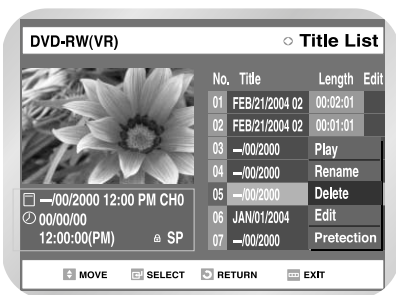 DVD-RW(VR) Title List
No. Title Length Edit
01 FEB/21/2004 02 00:02:01
02 FEB/21/2004 02 00:01:01
03 –/00/2000 Play
04 –/00/2000 Rename
05 –/00/2000 Delete
06 JAN/01/2004 Edit
07 –/00/2000 Pretection
–/00/2000 12:00 PM CH0
00/00/00
12:00:00(PM) SP
MOVE SELECT RETURN EXIT